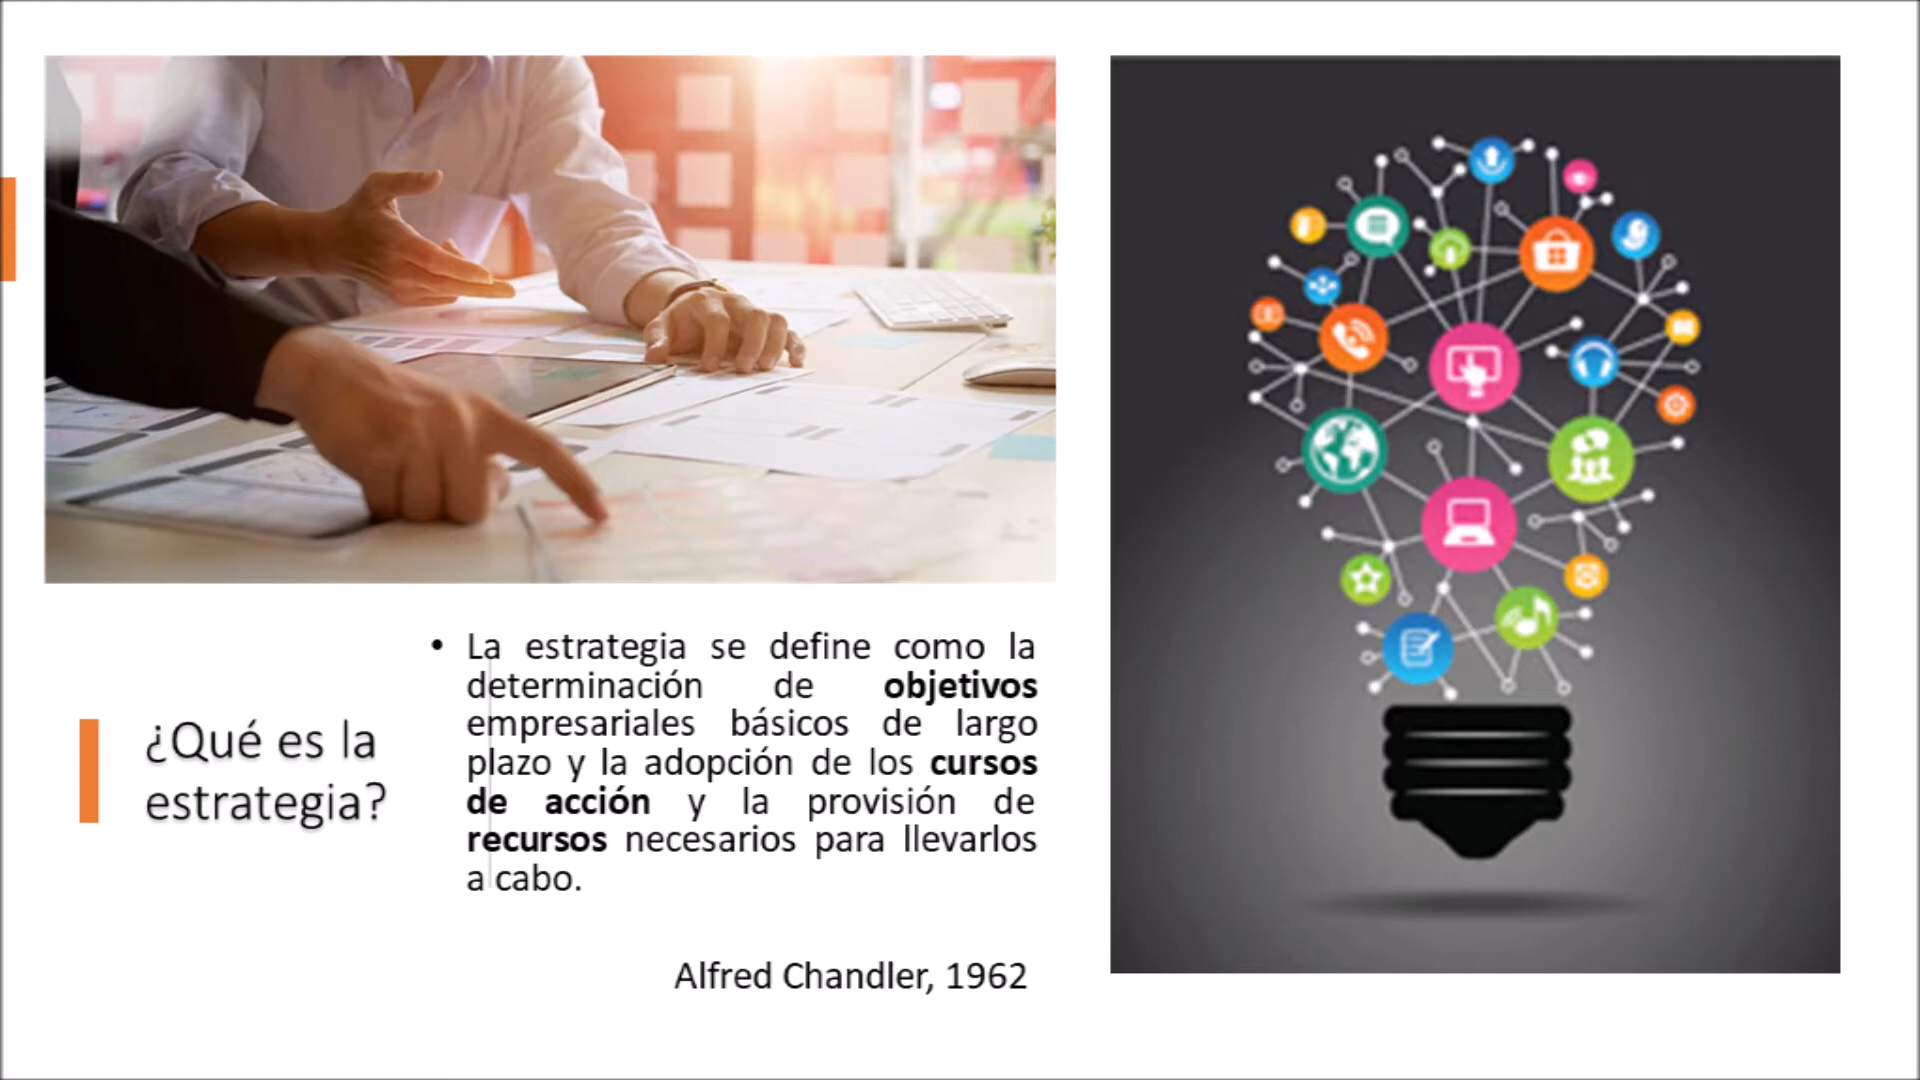 ¿Qué es la
estrategia?
• La estrategia se define como la
determinación de objetivos
empresariales básicos de largo
plazo y la adopción de los cursos
de acción y la provisión de
recursos necesarios para llevarlos
a cabo.
Alfred Chandler, 1962